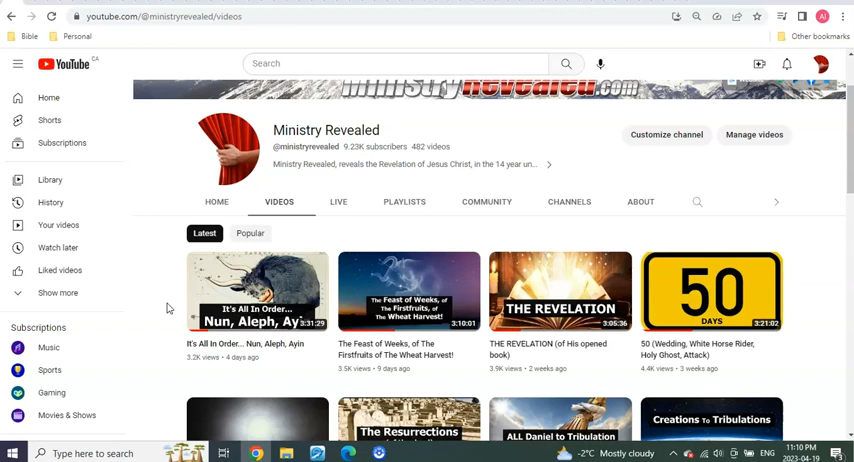 youtube.com/@ministryrevealed/videos
AI
Bible
Personal
Other bookmarks
YouTube CA
Search
MinistryRevealed.com
Home
Shorts
Subscriptions
Library
History
Your videos
Watch later
Liked videos
Show more
Subscriptions
Music
Sports
Gaming
Movies & Shows
Ministry Revealed
@ministryrevealed 9.23K subscribers 482 videos
Ministry Revealed, reveals the Revelation of Jesus Christ, in the 14 year un...
Customize channel
Manage videos
HOME
VIDEOS
LIVE
PLAYLISTS
COMMUNITY
CHANNELS
ABOUT
Latest
Popular
It's All In Order...
Nun, Aleph, Ayin
3:31:29
The Feast of Weeks, of
The Firstfruits, of
The Wheat Harvest!
3:10:01
THE REVELATION
3:05:36
50
DAYS
3:21:02
It's All In Order... Nun, Aleph, Ayin
3.2K views • 4 days ago
The Feast of Weeks, of The
Firstfruits of The Wheat Harvest!
3.5K views • 9 days ago
THE REVELATION (of His opened
book)
3.9K views • 2 weeks ago
50 (Wedding, White Horse Rider,
Holy Ghost, Attack)
4.4K views • 3 weeks ago
The Resurrections
ALL Daniel to Tribulation
Creations To Tribulations
Type here to search
-2°C Mostly cloudy
ENG
11:10 PM
2023-04-19
3